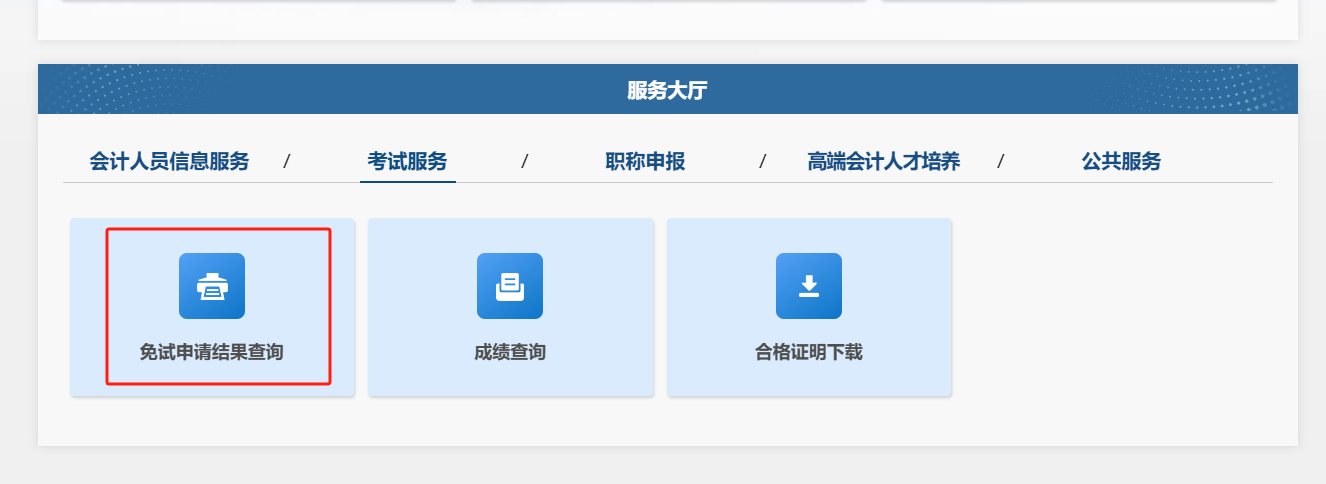 服务大厅
会计人员信息服务 / 考试服务 / 职称申报 / 高端会计人才培养 / 公共服务
免试申请结果查询 成绩查询 合格证明下载